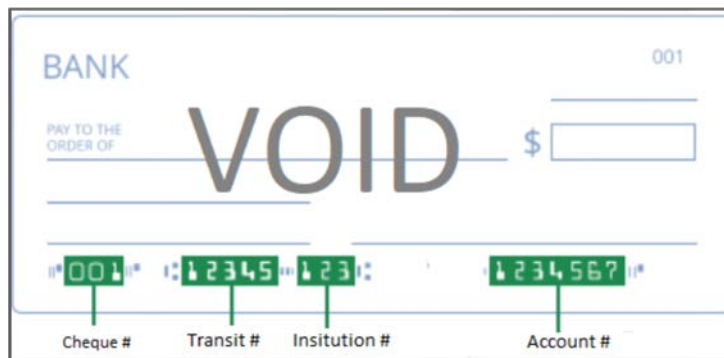 BANK
001
VOID
PAY TO THE
ORDER OF
$
001 12345 123 1234567
Cheque # Transit # Insitution # Account #